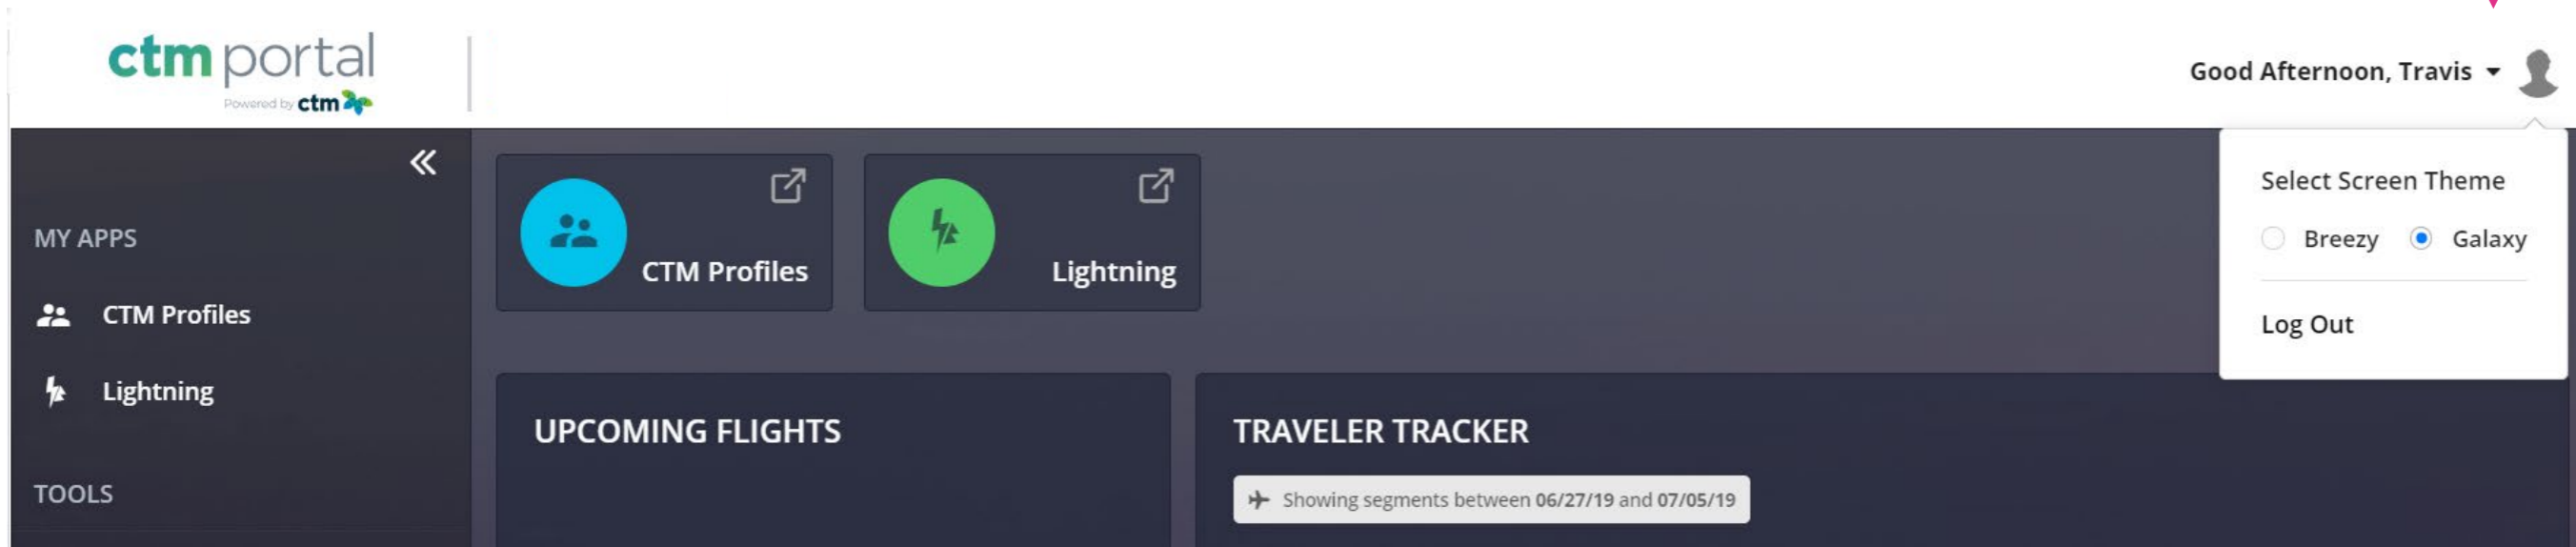 ctm portal
Powered by ctm
Good Afternoon, Travis
Select Screen Theme
Breezy Galaxy
Log Out
MY APPS
CTM Profiles
Lightning
TOOLS
CTM Profiles
Lightning
UPCOMING FLIGHTS
TRAVELER TRACKER
Showing segments between 06/27/19 and 07/05/19